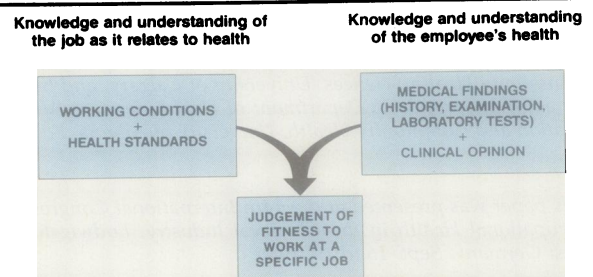 Knowledge and understanding of
the job as it relates to health
Knowledge and understanding
of the employee's health
WORKING CONDITIONS
+
HEALTH STANDARDS
MEDICAL FINDINGS
(HISTORY, EXAMINATION,
LABORATORY TESTS)
+
CLINICAL OPINION
JUDGEMENT OF
FITNESS TO
WORK AT A
SPECIFIC JOB